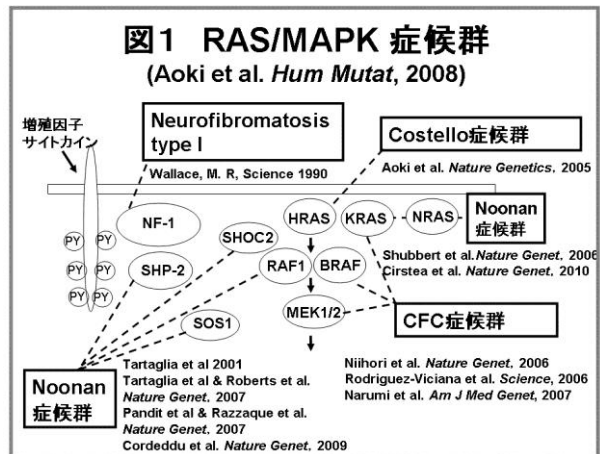 図1 RAS/MAPK 症候群
(Aoki et al. Hum Mutat, 2008)
増殖因子
サイトカイン
Neurofibromatosis
type I
Wallace, M. R, Science 1990
Costello症候群
Aoki et al. Nature Genetics. 2005
NF-1
HRAS
KRAS
NRAS
Noonan
症候群
Shubbert et al.Nature Genet, 2006
Cirstea et al. Nature Genet, 2010
PY
PY
PY
PY
PY
PY
SHP-2
SHOC2
RAF1
BRAF
SOS1
MEK1/2
CFC症候群
Niihori et al. Nature Genet, 2006
Rodriguez-Viciana et al. Science, 2006
Narumi et al. Am J Med Genet, 2007
Noonan
症候群
Tartaglia et al 2001
Tartaglia et al & Roberts et al.
Nature Genet, 2007
Pandit et al & Razzaque et al.
Nature Genet, 2007
Cordeddu et al. Nature Genet, 2009